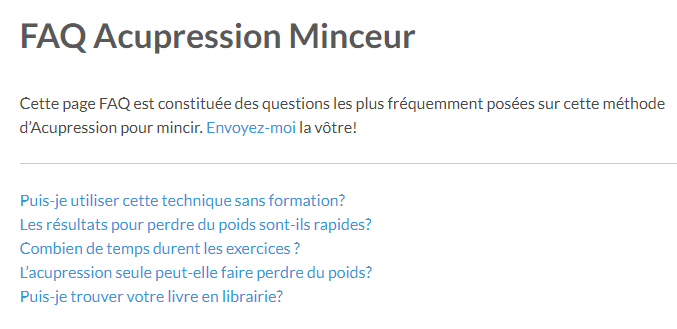 FAQ Acupression Minceur
Cette page FAQ est constituée des questions les plus fréquemment posées sur cette méthode
d’Acupression pour mincir. Envoyez-moi la vôtre!
Puis-je utiliser cette technique sans formation?
Les résultats pour perdre du poids sont-ils rapides?
Combien de temps durent les exercices ?
L’acupression seule peut-elle faire perdre du poids?
Puis-je trouver votre livre en librairie?